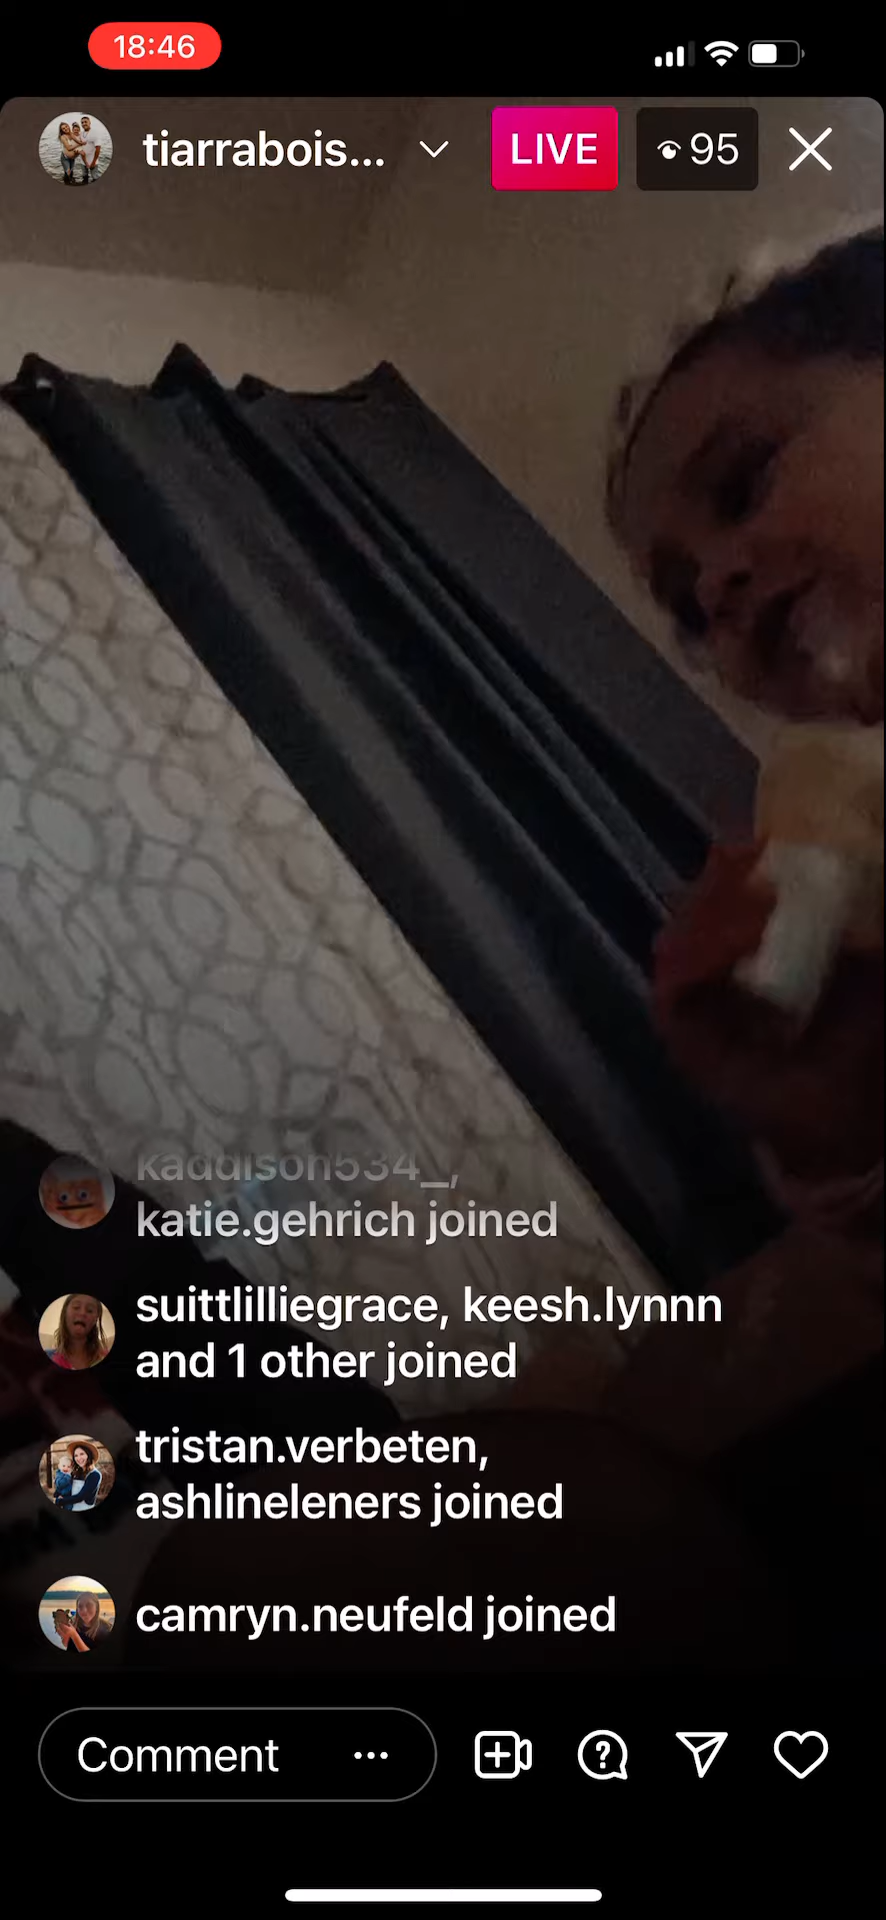 18:46
tiarrabois...
LIVE
95
kaddison534_,
katie.gehrich joined
suittlilliegrace, keesh.lynnn
and 1 other joined
tristan.verbeten,
ashlineleners joined
camryn.neufeld joined
Comment